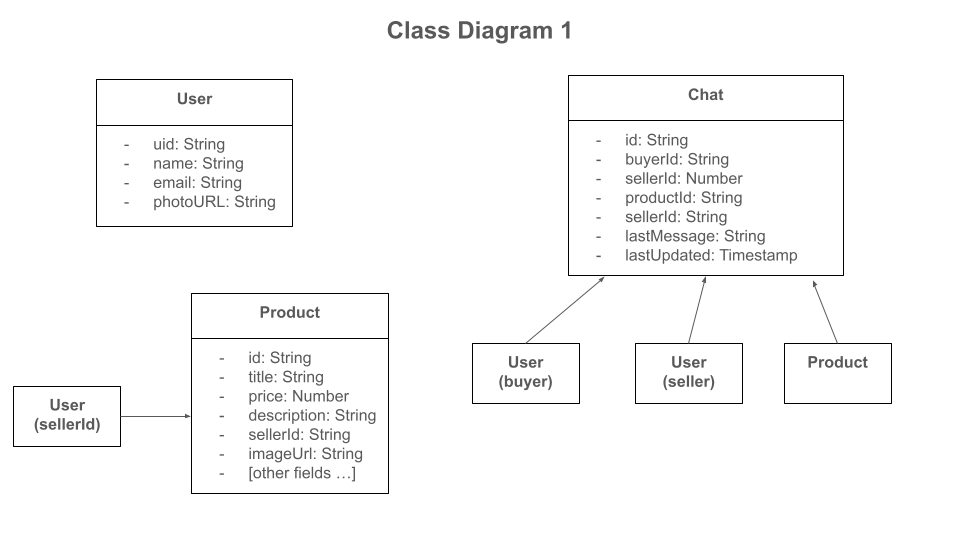 Class Diagram 1
User
- uid: String
- name: String
- email: String
- photoURL: String
Chat
- id: String
- buyerId: String
- sellerId: Number
- productId: String
- sellerId: String
- lastMessage: String
- lastUpdated: Timestamp
Product
- id: String
- title: String
- price: Number
- description: String
- sellerId: String
- imageUrl: String
- [other fields …]
User
(sellerId)
User
(buyer)
User
(seller)
Product